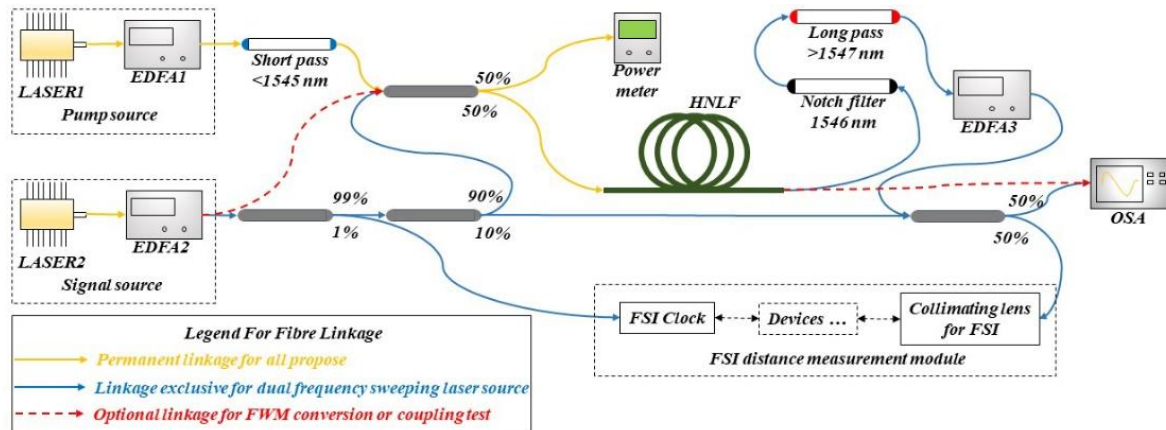 LASER1
EDFA1
Pump source
Short pass
<1545 nm
50%
50%
Power
meter
HNLF
Long pass
>1547 nm
Notch filter
1546 nm
EDFA3
LASER2
EDFA2
Signal source
99%
1%
90%
10%
50%
50%
OSA
FSI Clock
Devices ...
Collimating lens
for FSI
FSI distance measurement module
Legend For Fibre Linkage
Permanent linkage for all propose
Linkage exclusive for dual frequency sweeping laser source
Optional linkage for FWM conversion or coupling test